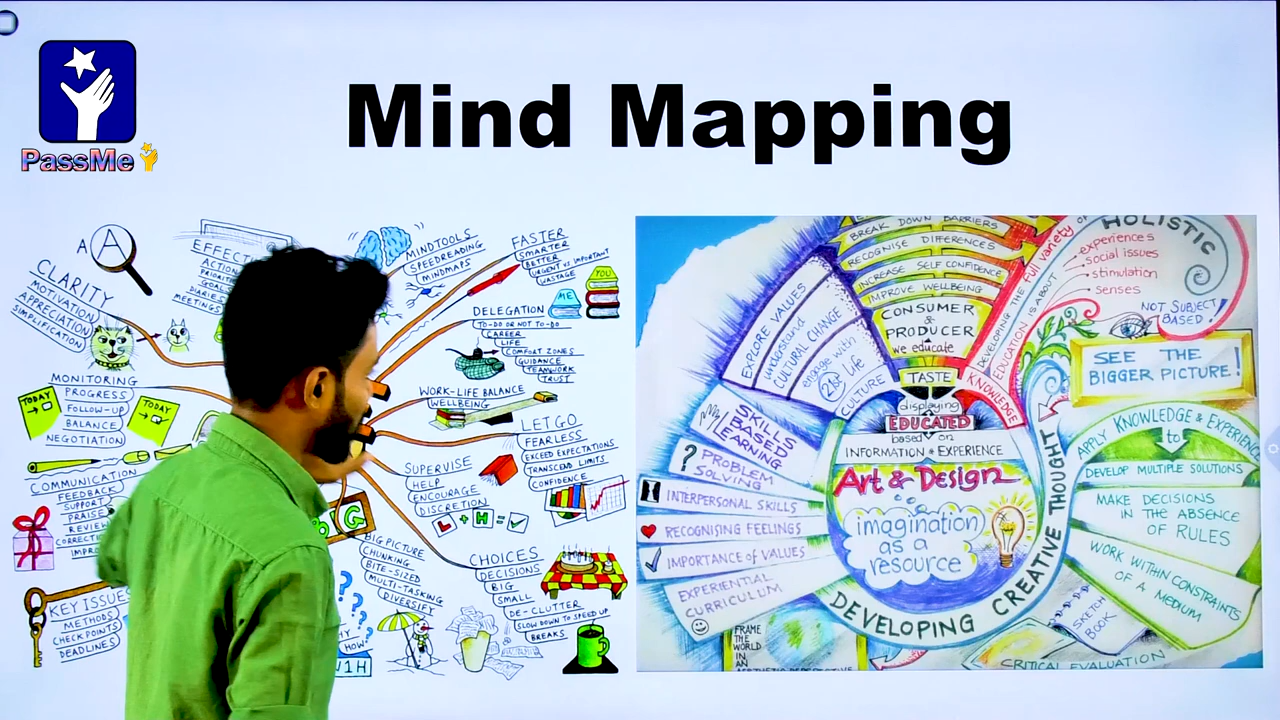 Mind Mapping
PassMe
A
A
CLARITY
MOTIVATION
APPRECIATION
SIMPLIFICATION
MONITORING
PROGRESS
FOLLOW-UP
BALANCE
NEGOTIATION
TODAY
TODAY
COMMUNICATION
FEEDBACK
SUPPORT
PRAISE
REVIEW
KEY ISSUES
METHODS
CHECKPOINTS
DEADLINES
MINDTOOLS
SPEEDREADING
MINDMAPS
FASTER
SMARTER
BETTER
URGENT vs IMPORTANT
WASTAGE
YOU
ME
DELEGATION
TO-DO OR NOT TO-DO
CAREER
LIFE
COMFORT ZONES
GUIDANCE
TEAMWORK
TRUST
WORK-LIFE BALANCE
WELLBEING
LET GO
FEARLESS
EXCEED EXPECTATIONS
TRANSCEND LIMITS
CONFIDENCE
SUPERVISE
HELP
ENCOURAGE
DISCRETION
L + H = ✓
G
BIG PICTURE
CHUNKING
BITE-SIZED
MULTI-TASKING
DIVERSIFY
HOW
CHOICES
DECISIONS
BIG
SMALL
DE-CLUTTER
SLOW DOWN TO SPEED UP
BREAKS
BREAK DOWN BARRIERS
RECOGNISE DIFFERENCES
INCREASE SELF CONFIDENCE
IMPROVE WELLBEING
CONSUMER
&
PRODUCER
we educate
TASTE
displaying
EDUCATED
based on
INFORMATION & EXPERIENCE
Art & Design
imagination
as a
resource
EXPLORE VALUES
understand
CULTURAL CHANGE
engage with
21st Life
CULTURE
SKILLS
BASED
LEARNING
? PROBLEM
SOLVING
INTERPERSONAL SKILLS
RECOGNISING FEELINGS
IMPORTANCE of VALUES
EXPERIENTIAL
CURRICULUM
FRAME
THE
WORLD
IN
AN
DEVELOPING CREATIVE THOUGHT
KNOWLEDGE
DEVELOPING THE full variety of
EDUCATION IS ABOUT
HOLISTIC
experiences
social issues
stimulation
senses
NOT SUBJECT
BASED!
SEE THE
BIGGER PICTURE!
APPLY KNOWLEDGE & EXPERIENCE
to
DEVELOP MULTIPLE SOLUTIONS
MAKE DECISIONS
IN THE ABSENCE
OF RULES
WORK WITHIN CONSTRAINTS
OF A MEDIUM
SKETCH
BOOK
CRITICAL EVALUATION